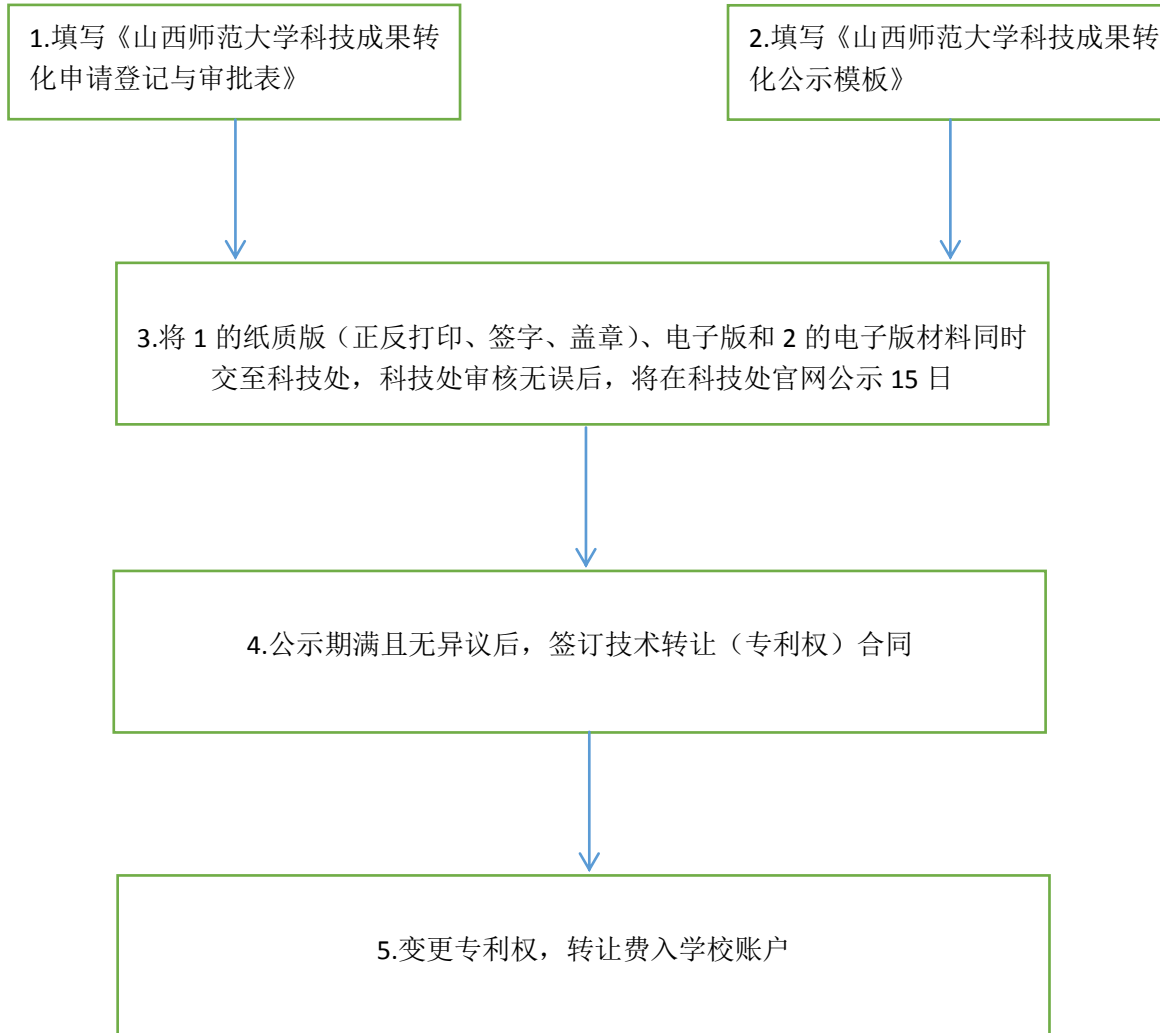 1.填写《山西师范大学科技成果转
化申请登记与审批表》
2.填写《山西师范大学科技成果转
化公示模板》
3.将 1 的纸质版（正反打印、签字、盖章）、电子版和 2 的电子版材料同时
交至科技处，科技处审核无误后，将在科技处官网公示 15 日
4.公示期满且无异议后，签订技术转让（专利权）合同
5.变更专利权，转让费入学校账户